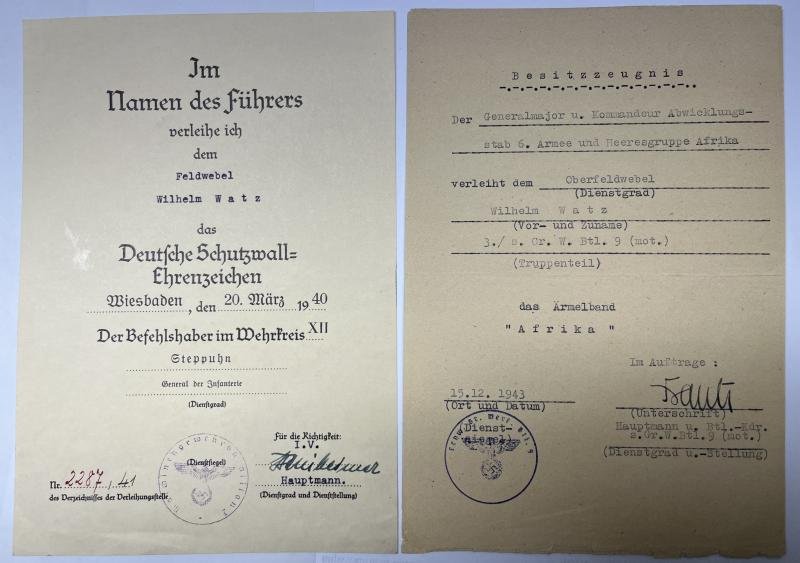 Im
Namen des Führers
verleihe ich
dem
Feldwebel
Wilhelm Watz
das
Deutsche Schutzwall=
Ehrenzeichen
Wiesbaden, den 20. März 1940
Der Befehlshaber im Wehrkreis XII
Steppuhn
General der Infanterie
(Dienstgrad)
Für die Richtigkeit:
I.V.
(Dienstsiegel)
Hauptmann.
Nr. 2287/41
des Verzeichnisses der Verleihungsstelle
(Dienstgrad und Dienststellung)
Besitzzeugnis
Der Generalmajor u. Kommandeur Abwicklungs-
stab 6. Armee und Heeresgruppe Afrika
verleiht dem Oberfeldwebel
(Dienstgrad)
Wilhelm Watz
(Vor- und Zuname)
3./ s. Gr. W. Btl. 9 (mot.)
(Truppenteil)
das Ärmelband
"Afrika"
Im Auftrage :
15.12. 1943
(Ort und Datum)
(Unterschrift)
Hauptmann u. Btl.-Kdr.
s.Gr.W.Btl.9 (mot.)
(Dienstgrad u.-Stellung)
Dienst-
siegel